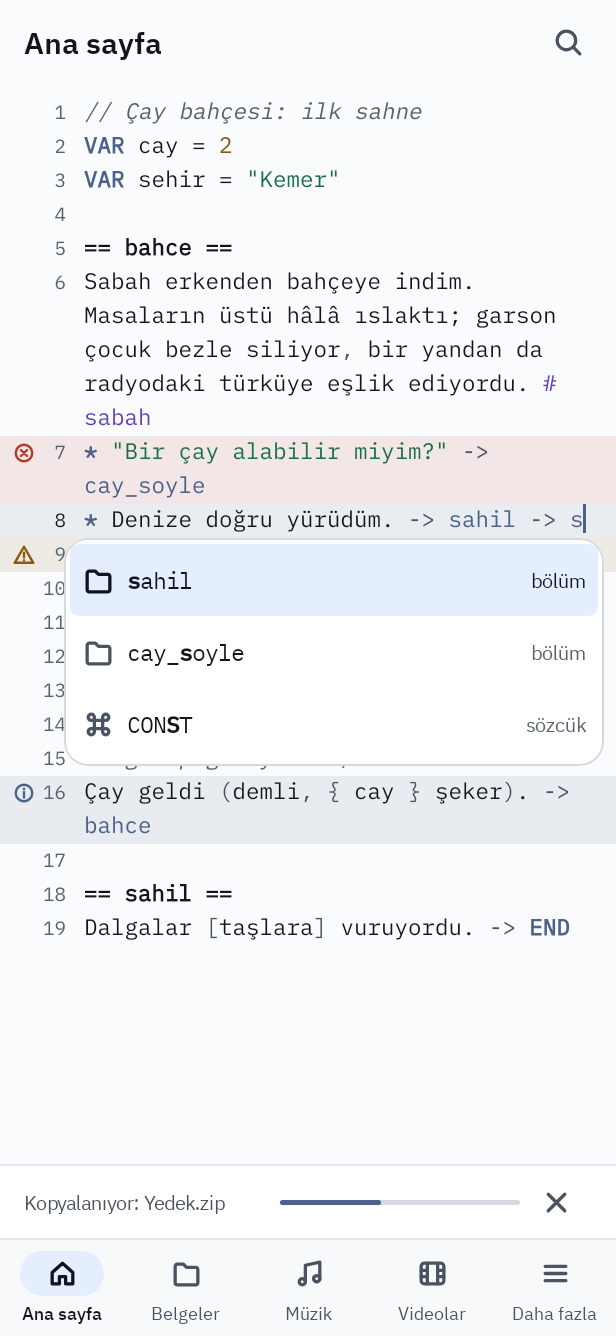 Ana sayfa
1 // Çay bahçesi: ilk sahne
2 VAR cay = 2
3 VAR sehir = "Kemer"
4
5 == bahce ==
6 Sabah erkenden bahçeye indim.
Masaların üstü hâlâ ıslaktı; garson
çocuk bezle siliyor, bir yandan da
radyodaki türküye eşlik ediyordu. #
sabah
7 * "Bir çay alabilir miyim?" ->
cay_soyle
8 * Denize doğru yürüdüm. -> sahil -> s
9
sahil bölüm
10
11
12 cay_soyle bölüm
13
14 CONST sözcük
15
16 Çay geldi (demli, { cay } şeker). ->
bahce
17
18 == sahil ==
19 Dalgalar [taşlara] vuruyordu. -> END
Kopyalanıyor: Yedek.zip
Ana sayfa
Belgeler
Müzik
Videolar
Daha fazla